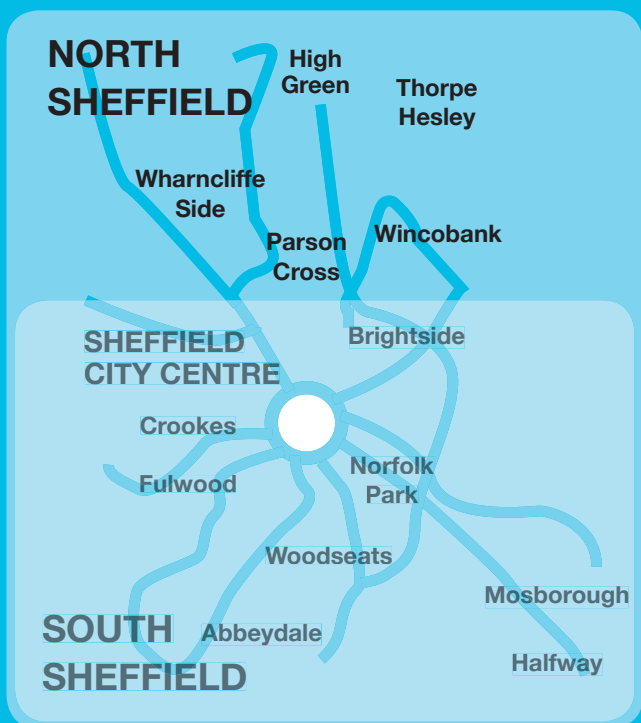 NORTH
SHEFFIELD
High
Green
Thorpe
Hesley
Wharncliffe
Side
Parson
Cross
Wincobank
SHEFFIELD
CITY CENTRE
Brightside
Crookes
Fulwood
Norfolk
Park
Woodseats
Mosborough
SOUTH
SHEFFIELD
Abbeydale
Halfway